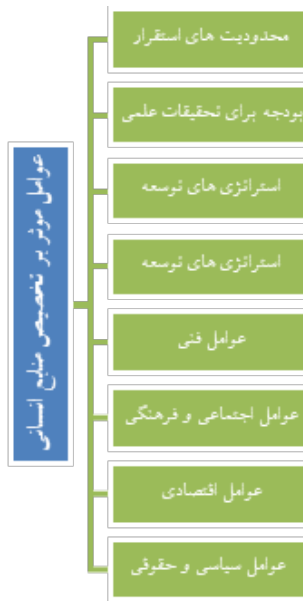 عوامل موثر بر تخصیص منابع انسانی
محدودیت های استقرار
بودجه برای تحقیقات علمی
استراتژی های توسعه
استراتژی های توسعه
عوامل فنی
عوامل اجتماعی و فرهنگی
عوامل اقتصادی
عوامل سیاسی و حقوقی